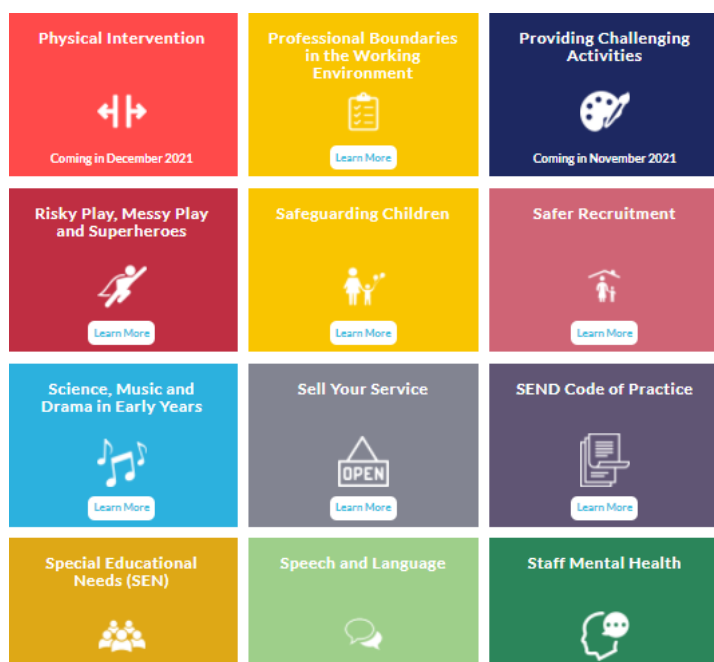 Physical Intervention
Coming in December 2021
Professional Boundaries
in the Working
Environment
Learn More
Providing Challenging
Activities
Coming in November 2021
Risky Play, Messy Play
and Superheroes
Learn More
Safeguarding Children
Learn More
Safer Recruitment
Learn More
Science, Music and
Drama in Early Years
Learn More
Sell Your Service
OPEN
Learn More
SEND Code of Practice
Learn More
Special Educational
Needs (SEN)
Speech and Language
Staff Mental Health